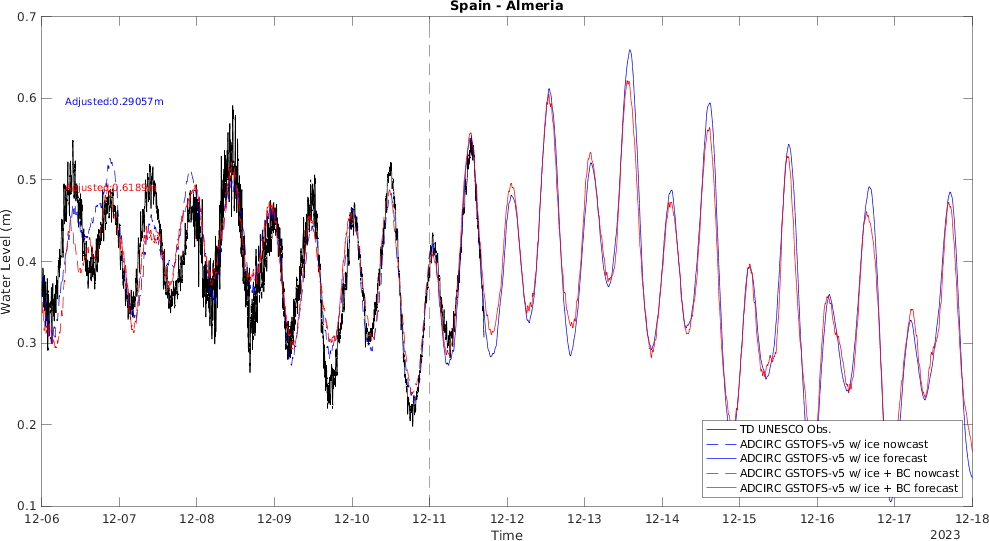 Spain - Almeria
0.7
0.6
0.5
0.4
0.3
0.2
0.1
Water Level (m)
Adjusted:0.29057m
Adjusted:0.6189m
TD UNESCO Obs.
ADCIRC GSTOFS-v5 w/ ice nowcast
ADCIRC GSTOFS-v5 w/ ice forecast
ADCIRC GSTOFS-v5 w/ ice + BC nowcast
ADCIRC GSTOFS-v5 w/ ice + BC forecast
12-06 12-07 12-08 12-09 12-10 12-11 12-12 12-13 12-14 12-15 12-16 12-17 12-18
Time
2023